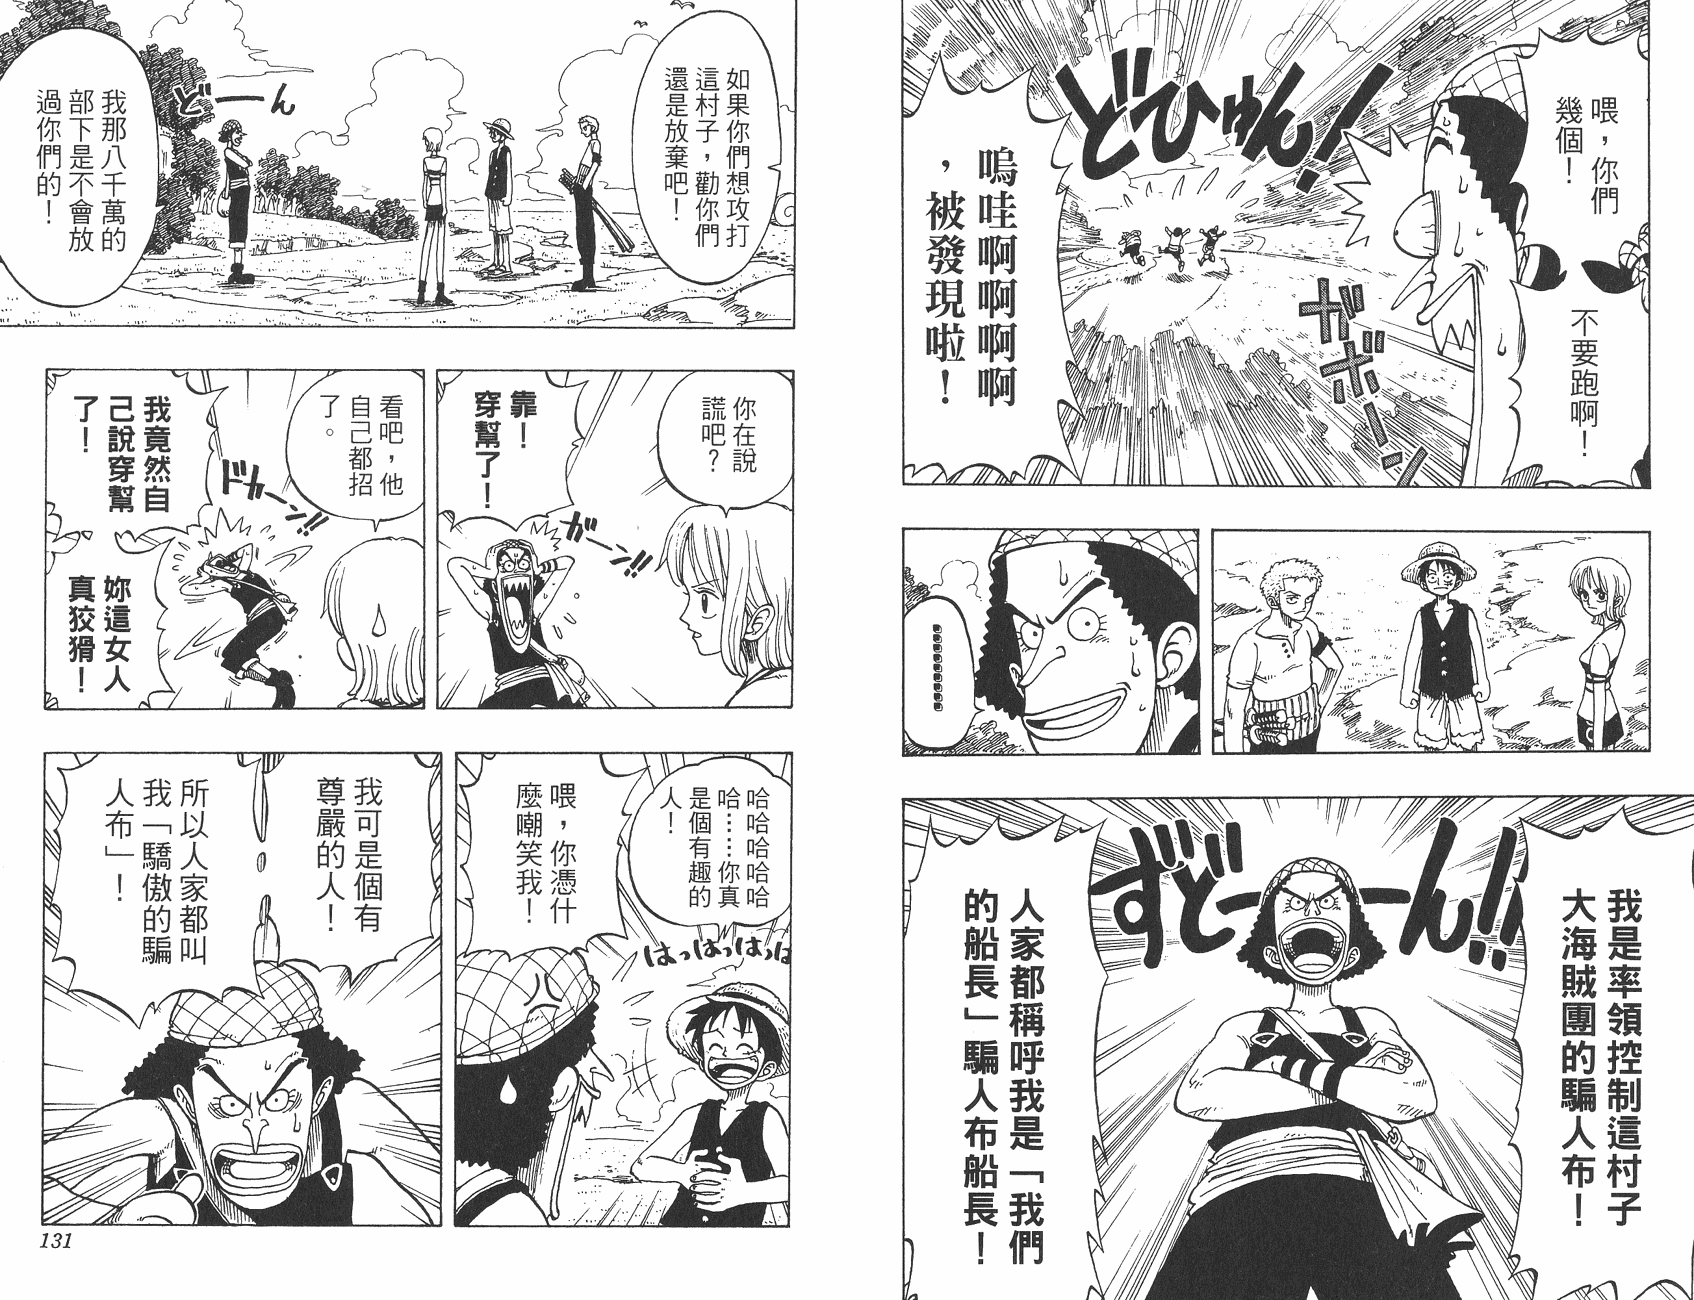 喂，你們
幾個！
不要跑啊！
どひゅん！
ガボーン
嗚哇啊啊啊啊
，被發現啦！
………………
我是率領控制這村子
大海賊團的騙人布！
ずどーーん!!
人家都稱呼我是「我們
的船長」騙人布船長！
如果你們想攻打
這村子，勸你們
還是放棄吧！
どーーん
我那八千萬的
部下是不會放
過你們的！
你在說
謊吧？
靠！
穿幫了！
ガーーン!!
看吧，他
自己都招
了。
ドカーーン!!
我竟然自
己說穿幫
了！
妳這女人
真狡猾！
哈哈哈哈哈
哈……你真
是個有趣的
人！
はっはっはっは
喂，你憑什
麼嘲笑我！
我可是個有
尊嚴的人！
所以人家都叫
我「驕傲的騙
人布」！
131